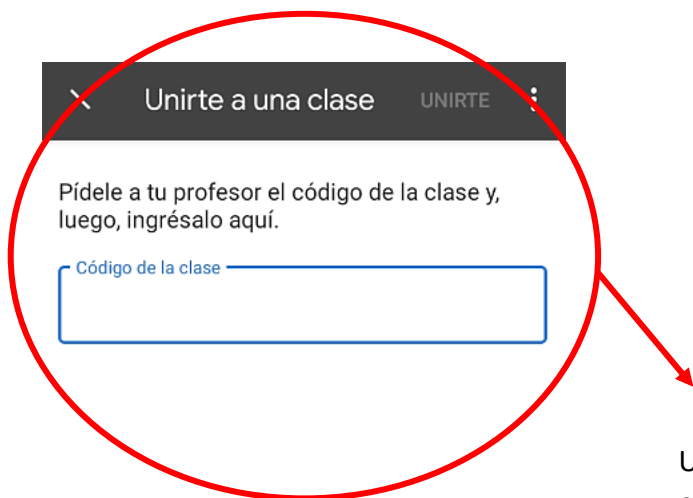 Unirte a una clase UNIRTE
Pídele a tu profesor el código de la clase y,
luego, ingrésalo aquí.
Código de la clase